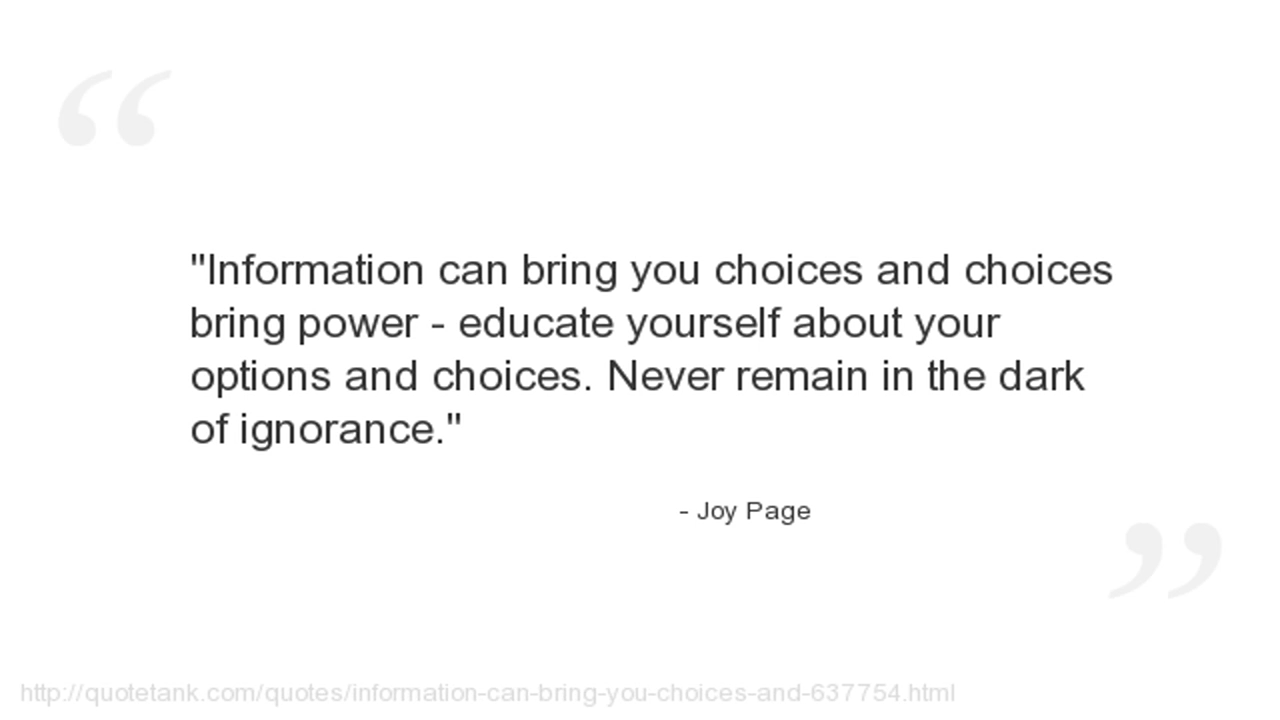 "Information can bring you choices and choices
bring power - educate yourself about your
options and choices. Never remain in the dark
of ignorance."
- Joy Page
http://quotetank.com/quotes/information-can-bring-you-choices-and-637754.html